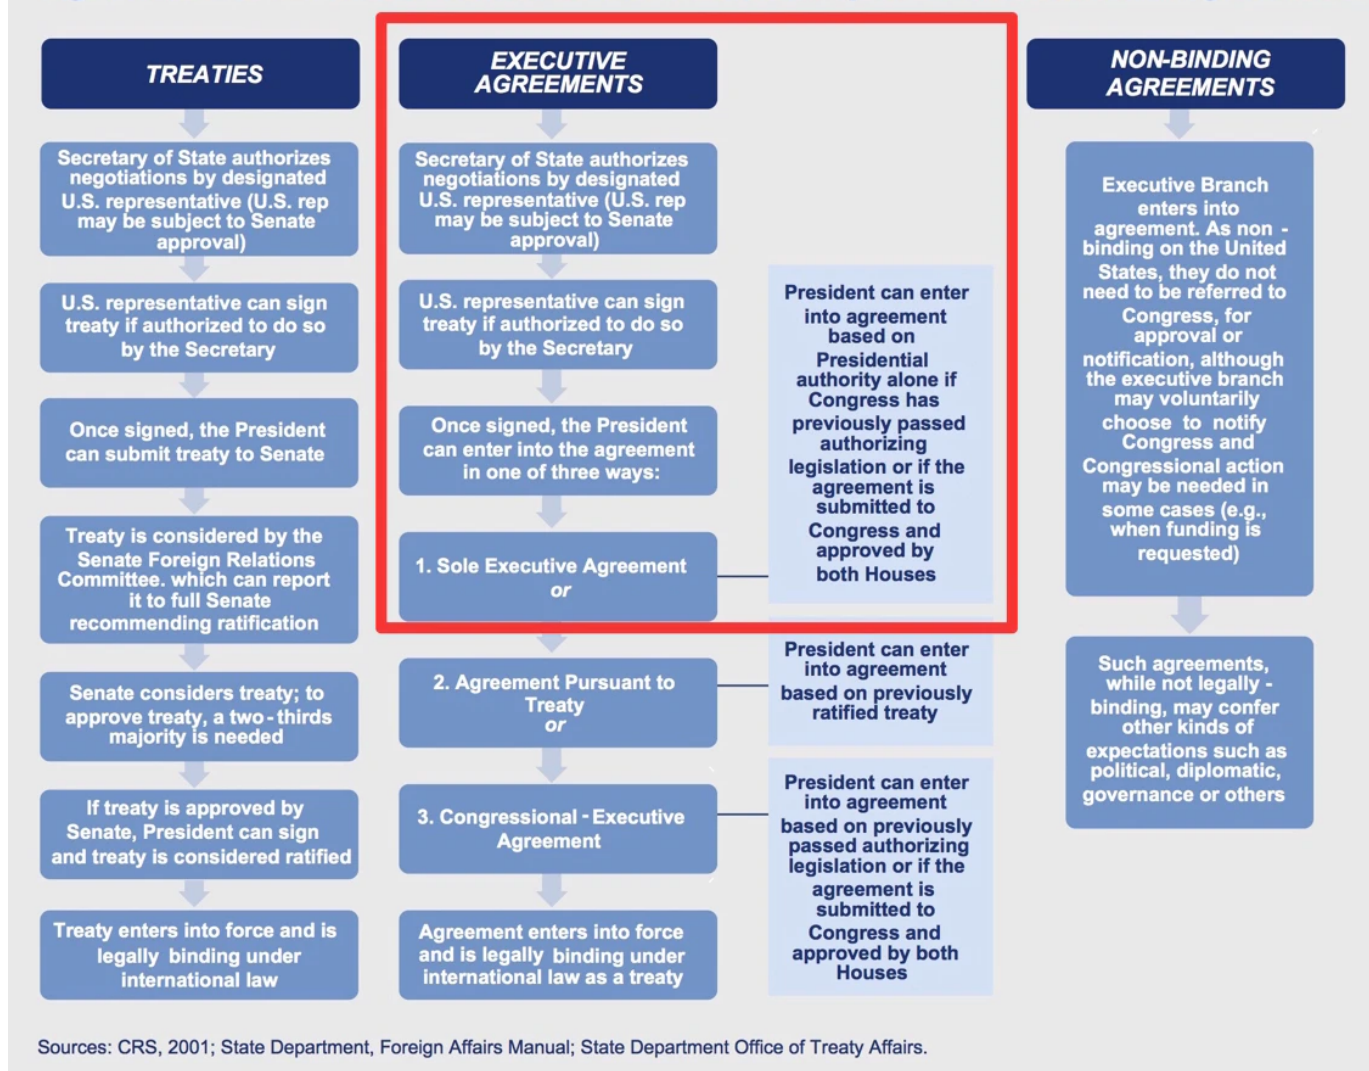 TREATIES
Secretary of State authorizes
negotiations by designated
U.S. representative (U.S. rep
may be subject to Senate
approval)
U.S. representative can sign
treaty if authorized to do so
by the Secretary
Once signed, the President
can submit treaty to Senate
Treaty is considered by the
Senate Foreign Relations
Committee. which can report
it to full Senate
recommending ratification
Senate considers treaty; to
approve treaty, a two-thirds
majority is needed
If treaty is approved by
Senate, President can sign
and treaty is considered ratified
Treaty enters into force and is
legally binding under
international law
EXECUTIVE
AGREEMENTS
Secretary of State authorizes
negotiations by designated
U.S. representative (U.S. rep
may be subject to Senate
approval)
U.S. representative can sign
treaty if authorized to do so
by the Secretary
Once signed, the President
can enter into the agreement
in one of three ways:
1. Sole Executive Agreement
or
President can enter
into agreement
based on
Presidential
authority alone if
Congress has
previously passed
authorizing
legislation or if the
agreement is
submitted to
Congress and
approved by
both Houses
2. Agreement Pursuant to
Treaty
or
President can enter
into agreement
based on previously
ratified treaty
3. Congressional - Executive
Agreement
President can enter
into agreement
based on previously
passed authorizing
legislation or if the
agreement is
submitted to
Congress and
approved by both
Houses
Agreement enters into force
and is legally binding under
international law as a treaty
NON-BINDING
AGREEMENTS
Executive Branch
enters into
agreement. As non -
binding on the United
States, they do not
need to be referred to
Congress, for
approval or
notification, although
the executive branch
may voluntarily
choose to notify
Congress and
Congressional action
may be needed in
some cases (e.g.,
when funding is
requested)
Such agreements,
while not legally -
binding, may confer
other kinds of
expectations such as
political, diplomatic,
governance or others
Sources: CRS, 2001; State Department, Foreign Affairs Manual; State Department Office of Treaty Affairs.